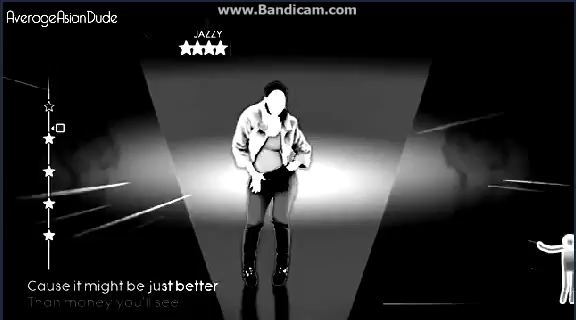 www.Bandicam.com
AverageAsianDude
JAZZY
Cause it might be just better
Than money you'll see